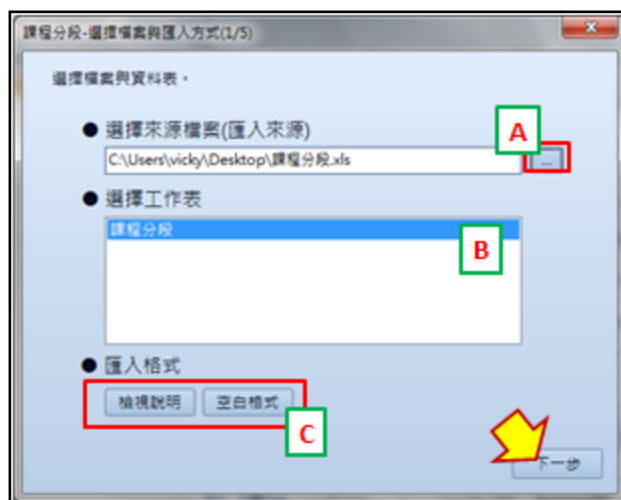 課程分段-選擇檔案與匯入方式(1/5)
選擇檔案與資料表。
● 選擇來源檔案(匯入來源)
A
C:\Users\vicky\Desktop\課程分段.xls
...
● 選擇工作表
課程分段
B
● 匯入格式
檢視說明 空白格式
C
下一步